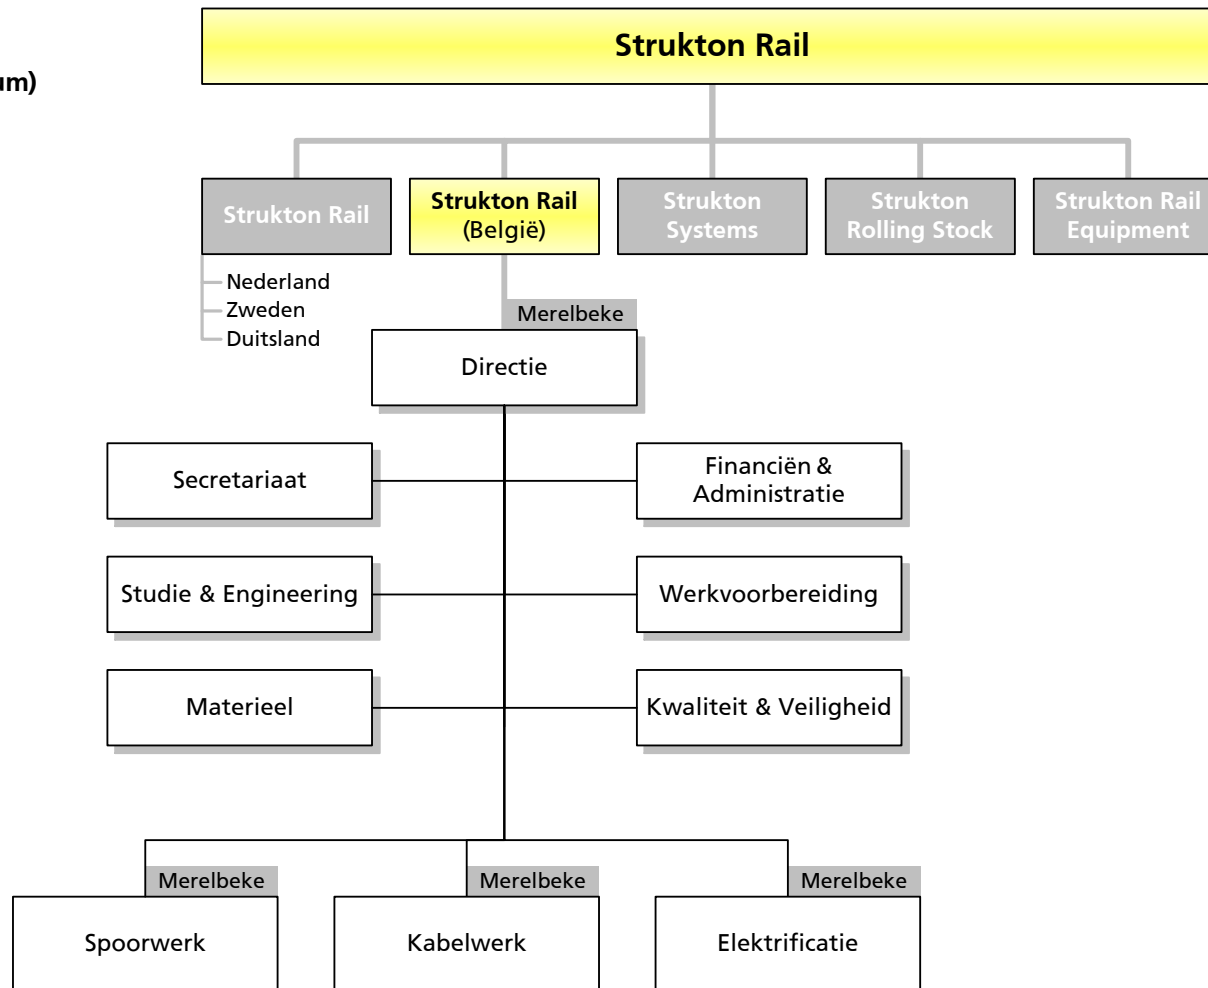 Strukton Rail
um)
Strukton Rail
Strukton Rail
(België)
Strukton
Systems
Strukton
Rolling Stock
Strukton Rail
Equipment
Nederland
Zweden
Duitsland
Merelbeke
Directie
Secretariaat
Financiën &
Administratie
Studie & Engineering
Werkvoorbereiding
Materieel
Kwaliteit & Veiligheid
Merelbeke
Merelbeke
Merelbeke
Spoorwerk
Kabelwerk
Elektrificatie